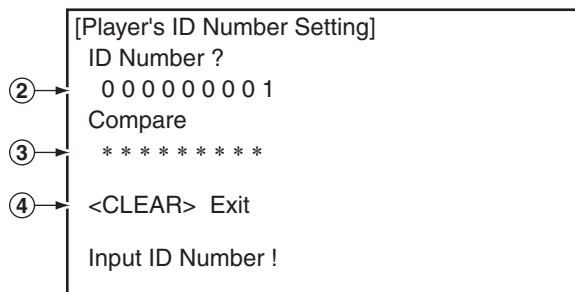 [Player's ID Number Setting]
ID Number ?
② 0 0 0 0 0 0 0 0 1
Compare
③ * * * * * * * * *
④ <CLEAR> Exit
Input ID Number !